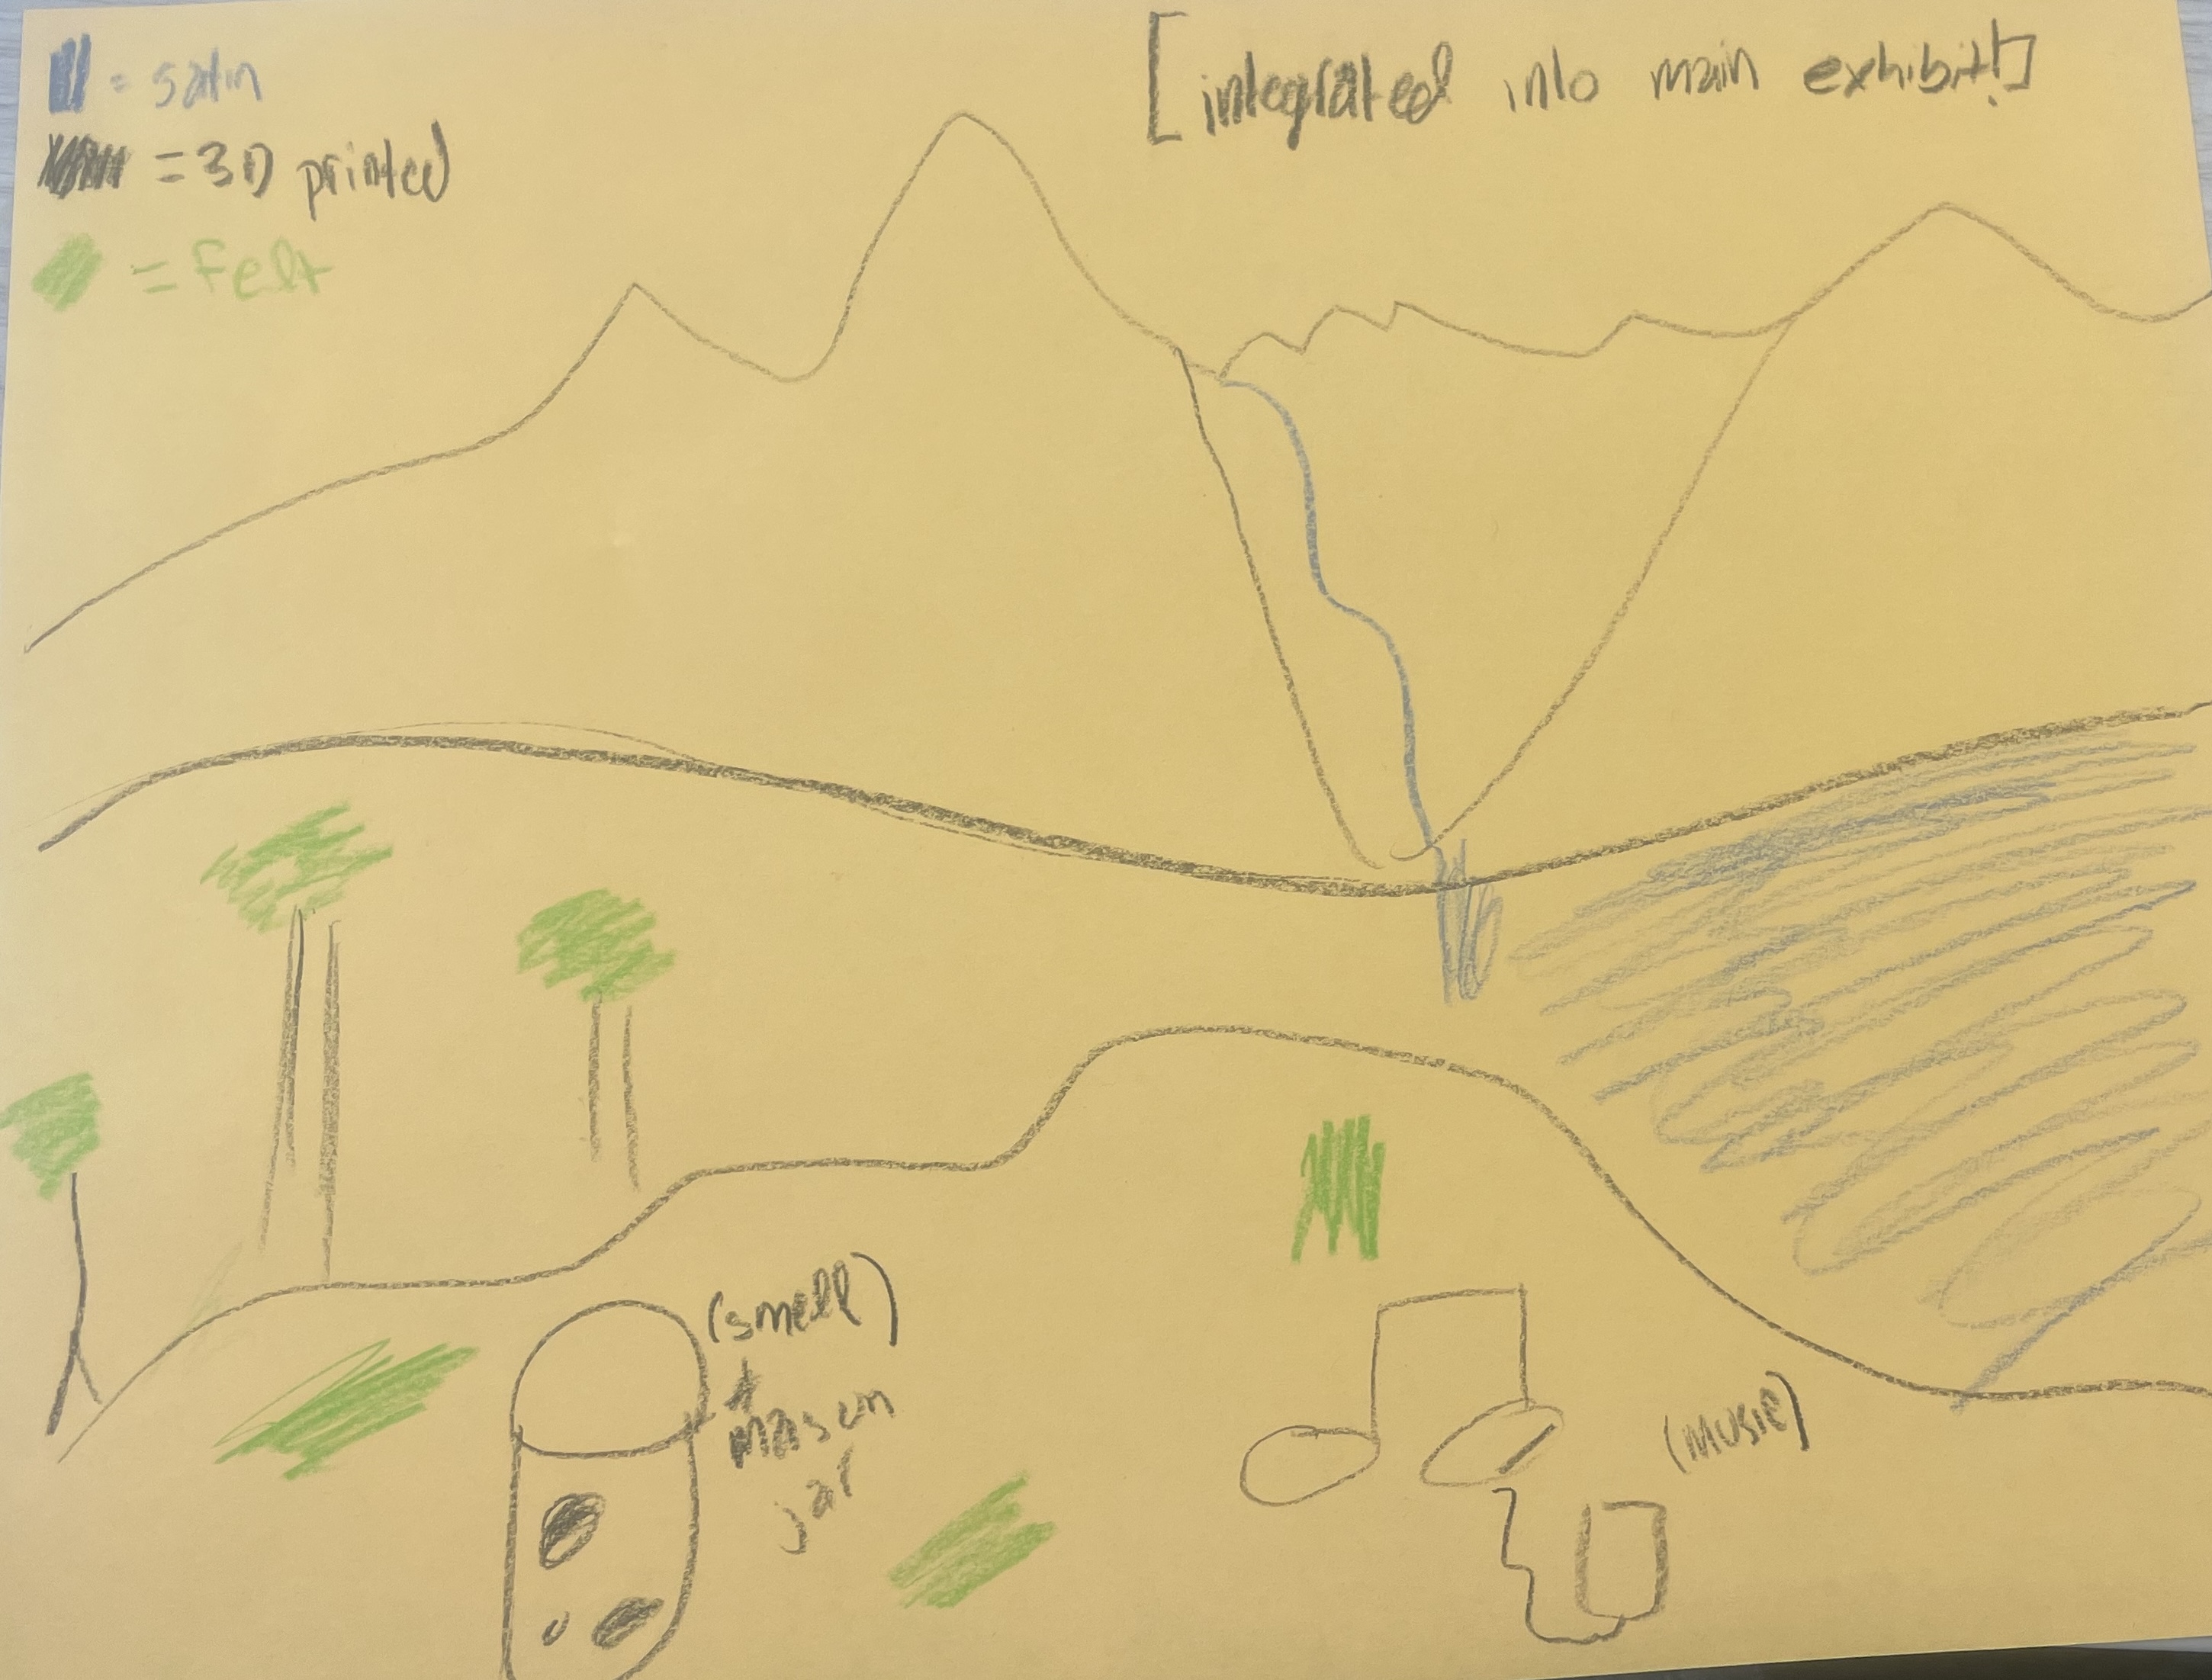 = satin
= 3D printed
= felt
[integrated into main exhibit!]
(smell)
mason
jar
(music)